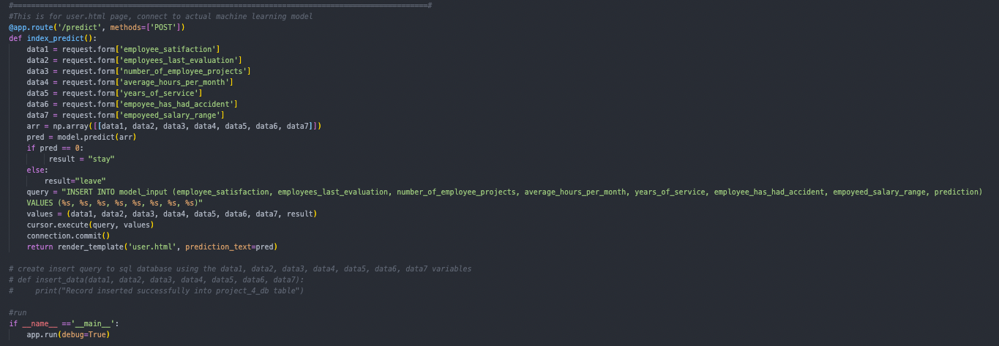 #==============================================================================================#
#This is for user.html page, connect to actual machine learning model
@app.route('/predict', methods=['POST'])
def index_predict():
    data1 = request.form['employee_satifaction']
    data2 = request.form['employees_last_evaluation']
    data3 = request.form['number_of_employee_projects']
    data4 = request.form['average_hours_per_month']
    data5 = request.form['years_of_service']
    data6 = request.form['empoyee_has_had_accident']
    data7 = request.form['empoyeed_salary_range']
    arr = np.array([[data1, data2, data3, data4, data5, data6, data7]])
    pred = model.predict(arr)
    if pred == 0:
         result = "stay"
    else:
        result="leave"
    query = "INSERT INTO model_input (employee_satisfaction, employees_last_evaluation, number_of_employee_projects, average_hours_per_month, years_of_service, employee_has_had_accident, empoyeed_salary_range, prediction)
    VALUES (%s, %s, %s, %s, %s, %s, %s, %s)"
    values = (data1, data2, data3, data4, data5, data6, data7, result)
    cursor.execute(query, values)
    connection.commit()
    return render_template('user.html', prediction_text=pred)

# create insert query to sql database using the data1, data2, data3, data4, data5, data6, data7 variables
# def insert_data(data1, data2, data3, data4, data5, data6, data7):
#     print("Record inserted successfully into project_4_db table")

#run
if __name__ =='__main__':
    app.run(debug=True)